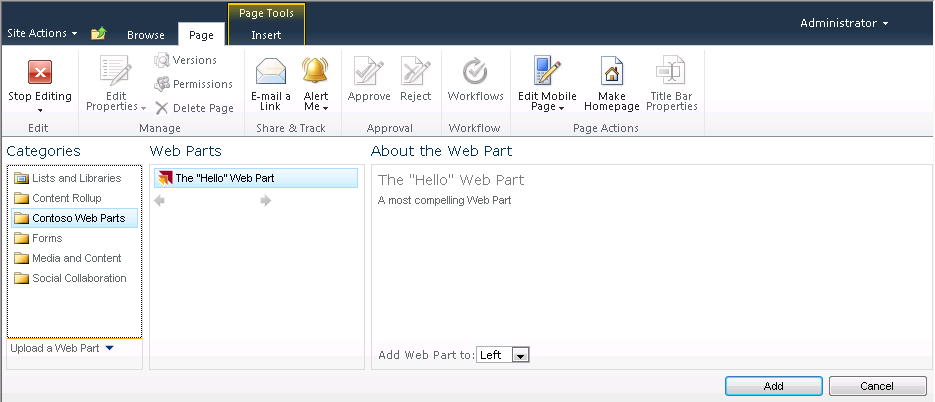 Page Tools
Site Actions
Browse
Page
Insert
Administrator
Stop Editing
Edit
Edit Properties
Versions
Permissions
Delete Page
Manage
E-mail a Link
Alert Me
Share & Track
Approve
Reject
Approval
Workflows
Workflow
Edit Mobile Page
Make Homepage
Title Bar Properties
Page Actions
Categories
Lists and Libraries
Content Rollup
Contoso Web Parts
Forms
Media and Content
Social Collaboration
Upload a Web Part
Web Parts
The "Hello" Web Part
About the Web Part
The "Hello" Web Part
A most compelling Web Part
Add Web Part to: Left
Add
Cancel